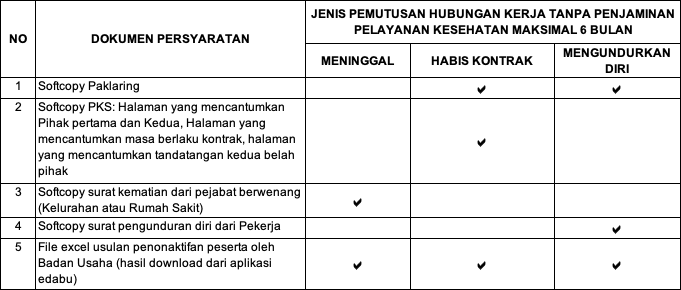 NO
DOKUMEN PERSYARATAN
JENIS PEMUTUSAN HUBUNGAN KERJA TANPA PENJAMINAN
PELAYANAN KESEHATAN MAKSIMAL 6 BULAN
MENINGGAL
HABIS KONTRAK
MENGUNDURKAN
DIRI
1 Softcopy Paklaring ✔ ✔
2 Softcopy PKS: Halaman yang mencantumkan
Pihak pertama dan Kedua, Halaman yang
mencantumkan masa berlaku kontrak, halaman
yang mencantumkan tandatangan kedua belah
pihak ✔
3 Softcopy surat kematian dari pejabat berwenang
(Kelurahan atau Rumah Sakit) ✔
4 Softcopy surat pengunduran diri dari Pekerja ✔
5 File excel usulan penonaktifan peserta oleh
Badan Usaha (hasil download dari aplikasi
edabu) ✔ ✔ ✔